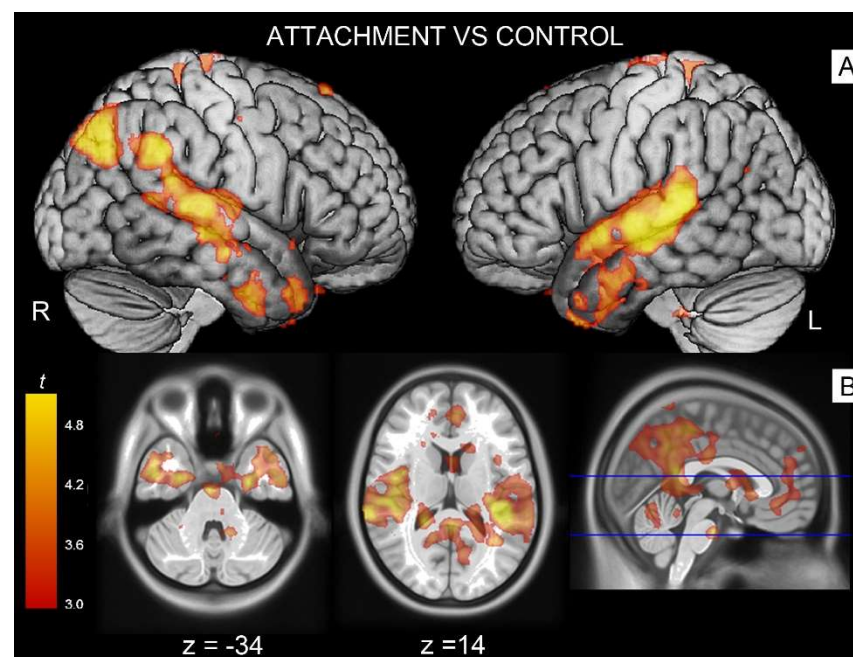 ATTACHMENT VS CONTROL
A
R
L
B
t
4.8
4.2
3.6
3.0
z = -34
z =14